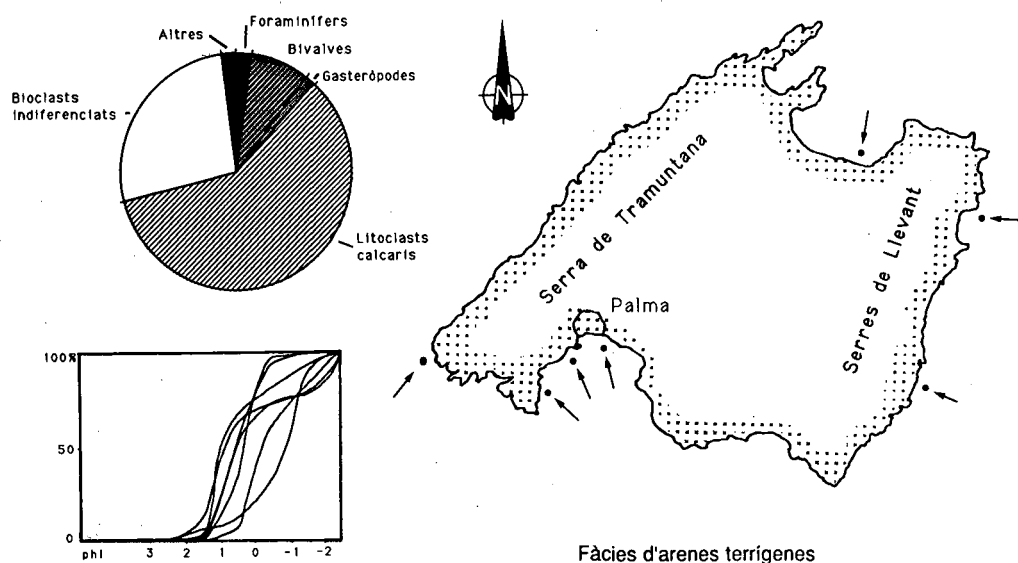 Foraminífers
Altres
Bivalves
Gasteròpodes
Bioclasts
indiferenciats
Litoclasts
calcaris
N
Serra de Tramuntana
Serres de Llevant
Palma
100%
50
0
phi 3 2 1 0 -1 -2
Fàcies d'arenes terrígenes